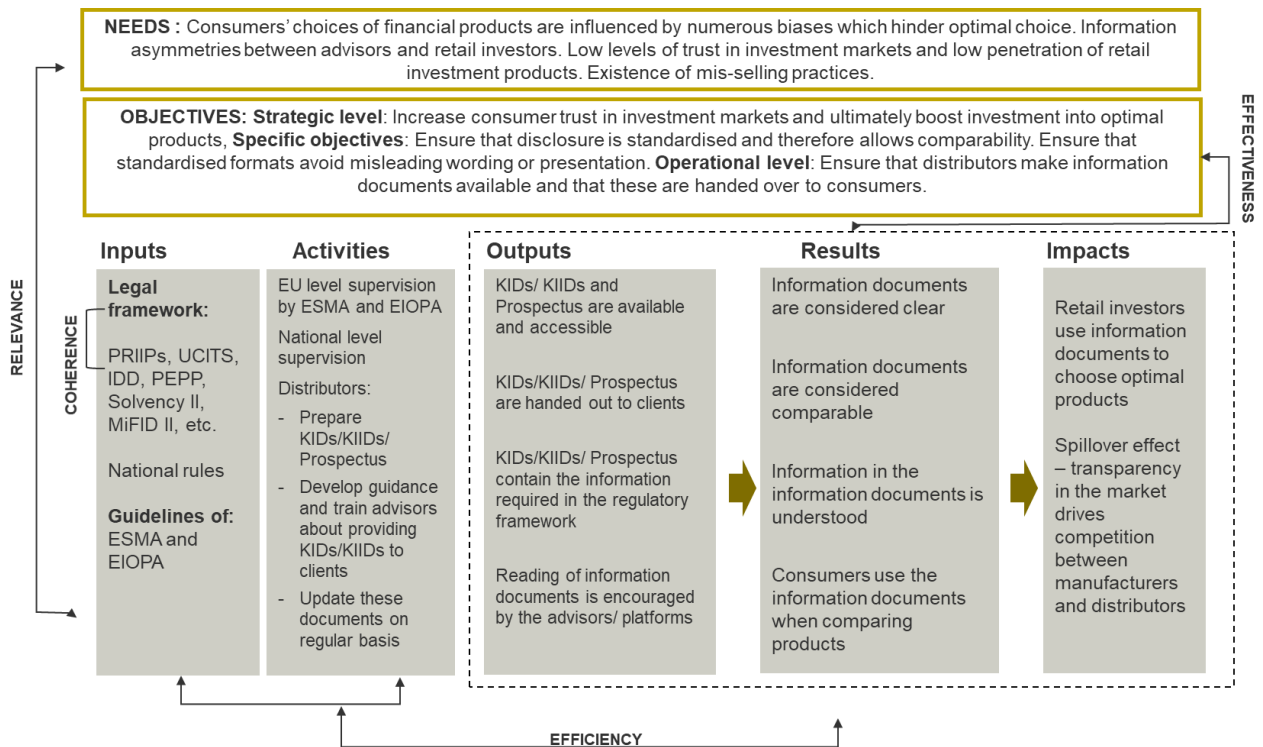 NEEDS : Consumers' choices of financial products are influenced by numerous biases which hinder optimal choice. Information
asymmetries between advisors and retail investors. Low levels of trust in investment markets and low penetration of retail
investment products. Existence of mis-selling practices.
OBJECTIVES: Strategic level: Increase consumer trust in investment markets and ultimately boost investment into optimal
products, Specific objectives: Ensure that disclosure is standardised and therefore allows comparability. Ensure that
standardised formats avoid misleading wording or presentation. Operational level: Ensure that distributors make information
documents available and that these are handed over to consumers.
EFFECTIVENESS
RELEVANCE
COHERENCE
Inputs
Legal
framework:
PRIIPs, UCITS,
IDD, PEPP,
Solvency II,
MiFID II, etc.
National rules
Guidelines of:
ESMA and
EIOPA
Activities
EU level supervision
by ESMA and EIOPA
National level
supervision
Distributors:
- Prepare
KIDs/KIIDs/
Prospectus
- Develop guidance
and train advisors
about providing
KIDs/KIIDs to
clients
- Update these
documents on
regular basis
Outputs
KIDs/ KIIDs and
Prospectus are available
and accessible
KIDs/KIIDs/ Prospectus
are handed out to clients
KIDs/KIIDs/ Prospectus
contain the information
required in the regulatory
framework
Reading of information
documents is encouraged
by the advisors/ platforms
Results
Information documents
are considered clear
Information documents
are considered
comparable
Information in the
information documents is
understood
Consumers use the
information documents
when comparing
products
Impacts
Retail investors
use information
documents to
choose optimal
products
Spillover effect
– transparency
in the market
drives
competition
between
manufacturers
and distributors
EFFICIENCY